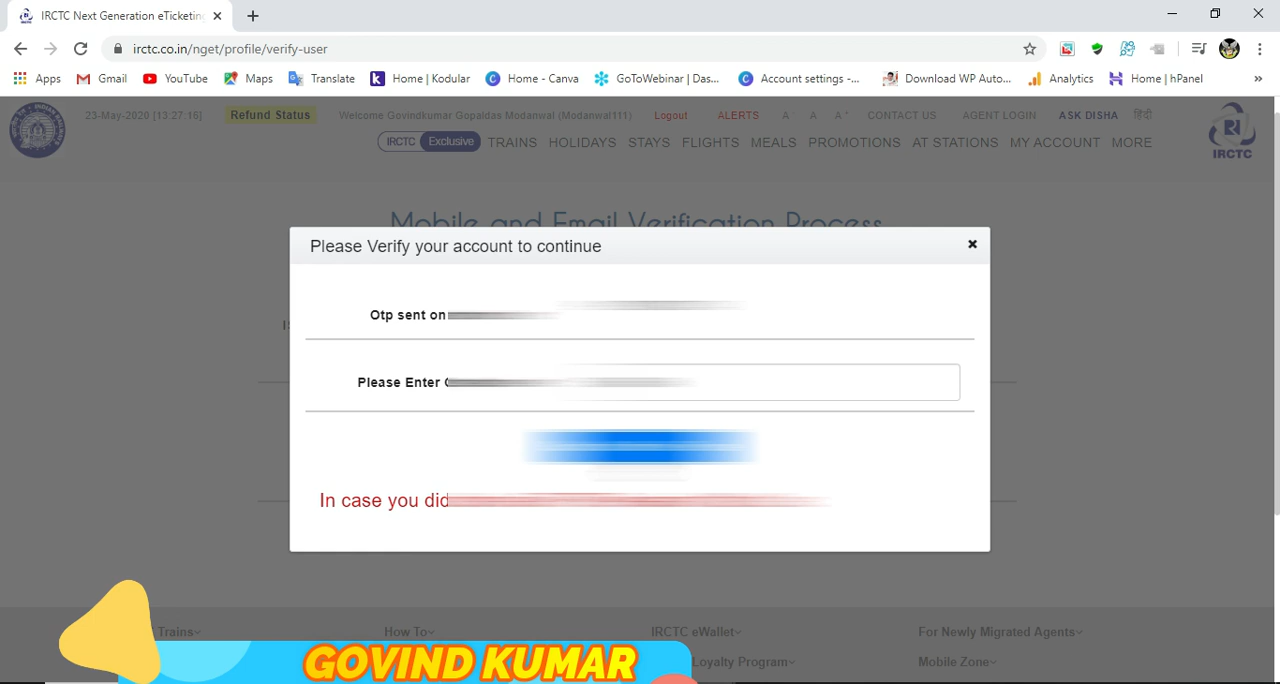 IRCTC Next Generation eTicketing
irctc.co.in/nget/profile/verify-user
Apps Gmail YouTube Maps Translate Home | Kodular Home - Canva GoToWebinar | Das... Account settings -... Download WP Auto... Analytics Home | hPanel »
23-May-2020 [13:27:16] Refund Status Welcome Govindkumar Gopaldas Modanwal (Modanwal111) Logout ALERTS A A A+ CONTACT US AGENT LOGIN ASK DISHA हिंदी
IRCTC Exclusive TRAINS HOLIDAYS STAYS FLIGHTS MEALS PROMOTIONS AT STATIONS MY ACCOUNT MORE
IRCTC
Mobile and Email Verification Process
Please Verify your account to continue
Otp sent on
Please Enter
In case you did
Trains How To IRCTC eWallet For Newly Migrated Agents
Loyalty Program Mobile Zone
GOVIND KUMAR